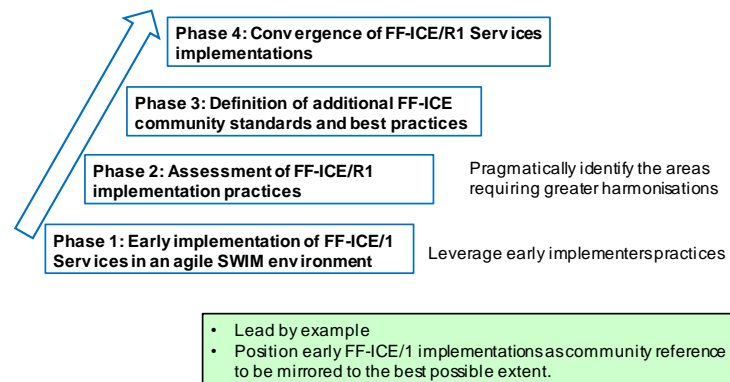 Phase 4: Convergence of FF-ICE/R1 Services
implementations
Phase 3: Definition of additional FF-ICE
community standards and best practices
Phase 2: Assessment of FF-ICE/R1
implementation practices
Pragmatically identify the areas
requiring greater harmonisations
Phase 1: Early implementation of FF-ICE/1
Services in an agile SWIM environment
Leverage early implementers practices
• Lead by example
• Position early FF-ICE/1 implementations as community reference
to be mirrored to the best possible extent.